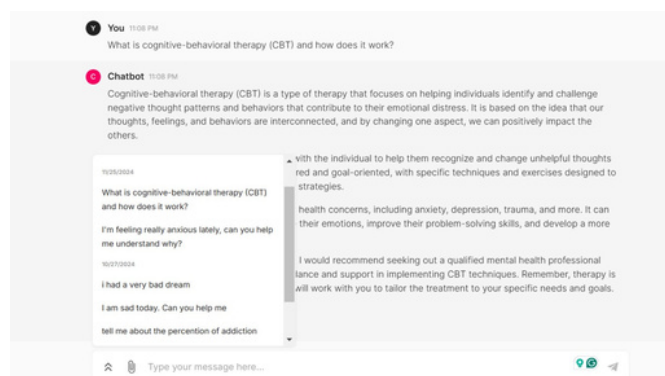 Y You 11:08 PM
What is cognitive-behavioral therapy (CBT) and how does it work?
C Chatbot 11:08 PM
Cognitive-behavioral therapy (CBT) is a type of therapy that focuses on helping individuals identify and challenge
negative thought patterns and behaviors that contribute to their emotional distress. It is based on the idea that our
thoughts, feelings, and behaviors are interconnected, and by changing one aspect, we can positively impact the
others.
with the individual to help them recognize and change unhelpful thoughts
red and goal-oriented, with specific techniques and exercises designed to
strategies.
health concerns, including anxiety, depression, trauma, and more. It can
their emotions, improve their problem-solving skills, and develop a more
I would recommend seeking out a qualified mental health professional
lance and support in implementing CBT techniques. Remember, therapy is
will work with you to tailor the treatment to your specific needs and goals.
11/25/2024
What is cognitive-behavioral therapy (CBT)
and how does it work?
I'm feeling really anxious lately, can you help
me understand why?
10/27/2024
i had a very bad dream
I am sad today. Can you help me
tell me about the percention of addiction
Type your message here...